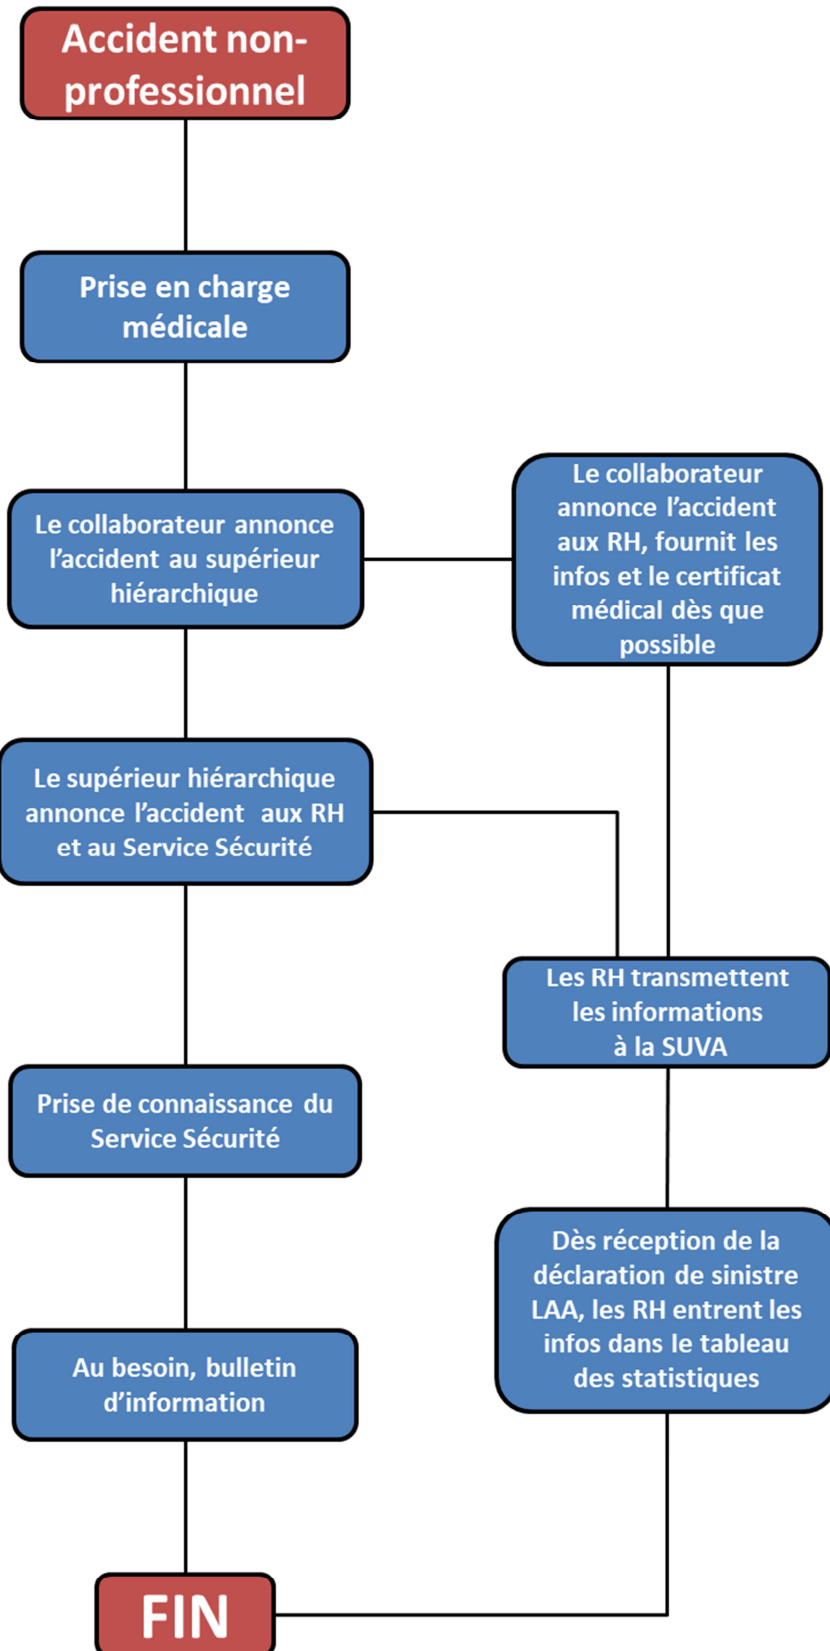 Accident non-
professionnel
Prise en charge
médicale
Le collaborateur annonce
l’accident au supérieur
hiérarchique
Le collaborateur
annonce l’accident
aux RH, fournit les
infos et le certificat
médical dès que
possible
Le supérieur hiérarchique
annonce l’accident aux RH
et au Service Sécurité
Les RH transmettent
les informations
à la SUVA
Prise de connaissance du
Service Sécurité
Dès réception de la
déclaration de sinistre
LAA, les RH entrent les
infos dans le tableau
des statistiques
Au besoin, bulletin
d’information
FIN